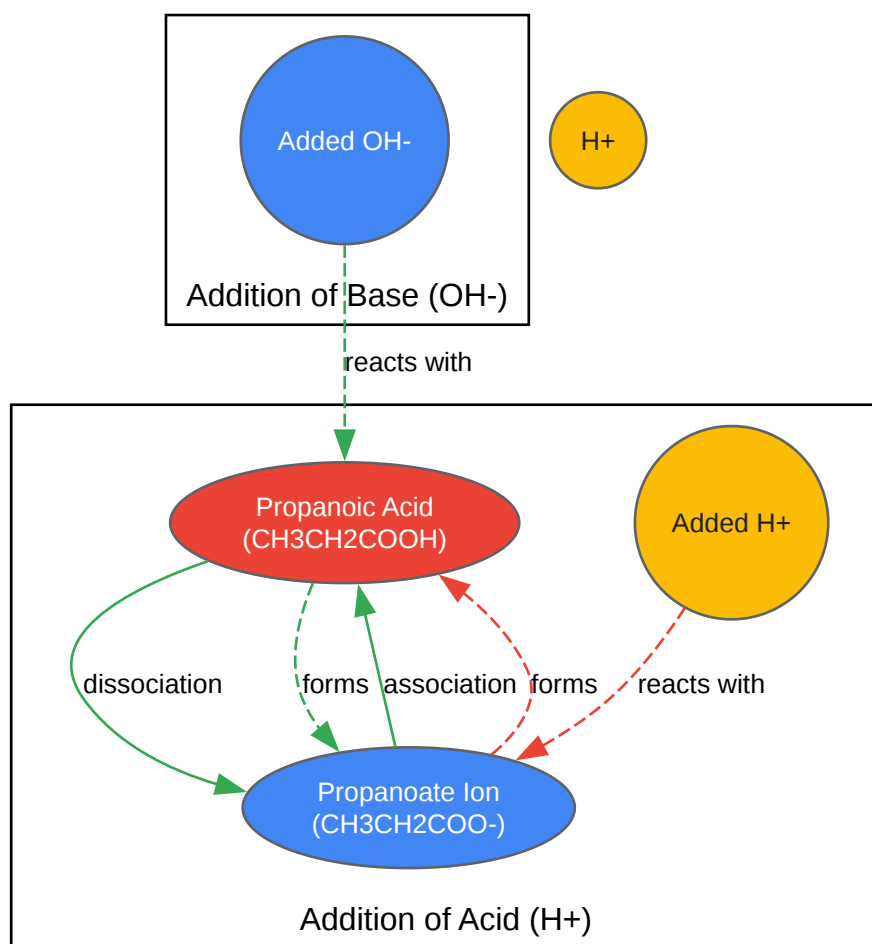 Added OH-
H+
Addition of Base (OH-)
reacts with
Propanoic Acid
(CH3CH2COOH)
Added H+
dissociation
forms
association
forms
reacts with
Propanoate Ion
(CH3CH2COO-)
Addition of Acid (H+)